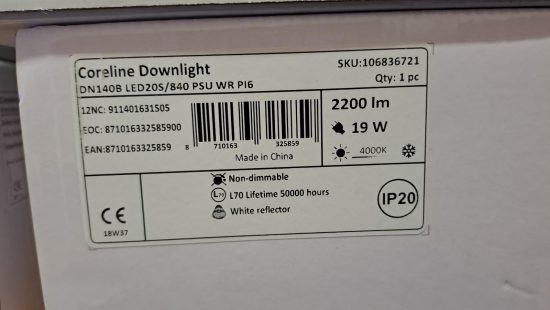 Coreline Downlight
SKU:106836721
DN140B LED20S/840 PSU WR PI6
Qty: 1 pc
12NC: 911401631505
EOC: 871016332585900
EAN:8710163325859
8 710163 325859
Made in China
2200 lm
19 W
4000K
Non-dimmable
L70 L70 Lifetime 50000 hours
White reflector
CE
18W37
IP20